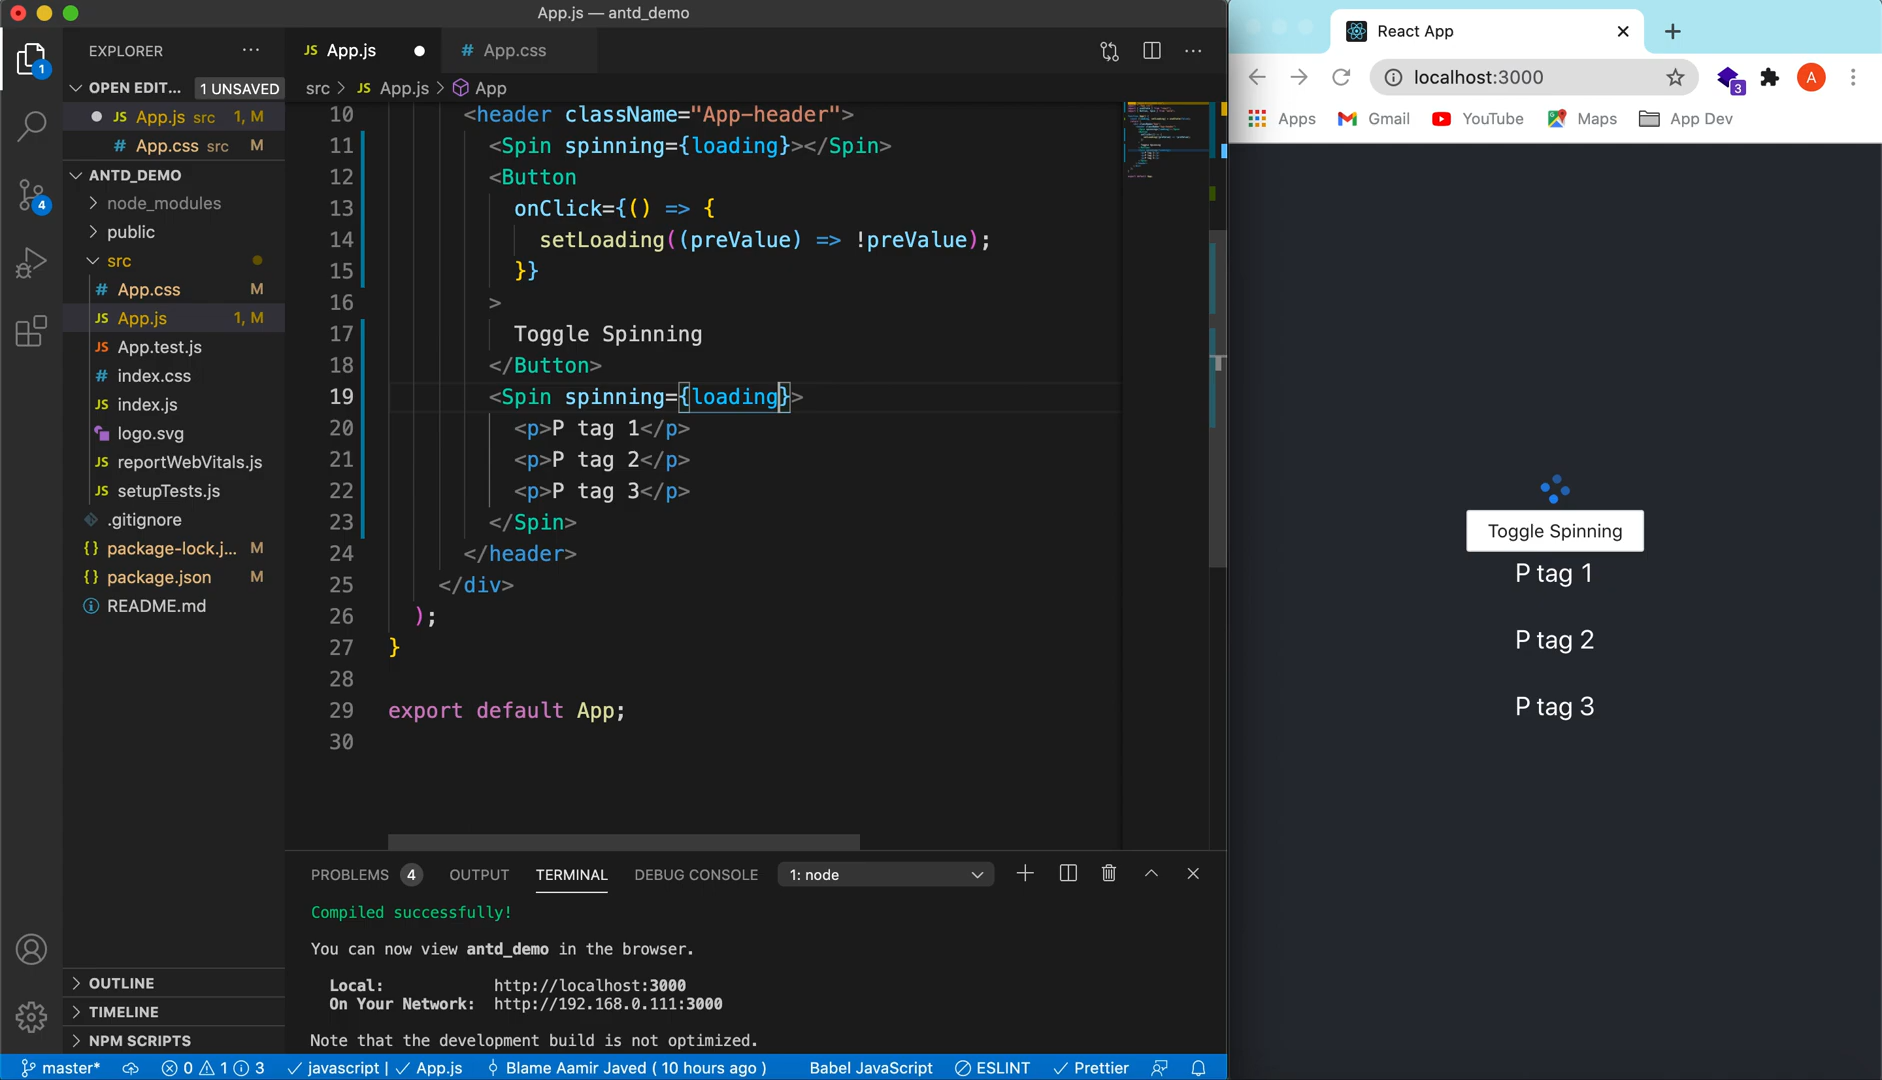 App.js — antd_demo
EXPLORER
OPEN EDIT... 1 UNSAVED
JS App.js src 1, M
# App.css src M
ANTD_DEMO
node_modules
public
src
# App.css M
JS App.js 1, M
JS App.test.js
# index.css
JS index.js
logo.svg
JS reportWebVitals.js
JS setupTests.js
.gitignore
{} package-lock.j... M
{} package.json M
README.md
OUTLINE
TIMELINE
NPM SCRIPTS
1
4
JS App.js
# App.css
src > JS App.js > App
10 <header className="App-header">
11 <Spin spinning={loading}></Spin>
12 <Button
13 onClick={() => {
14 setLoading((preValue) => !preValue);
15 }}
16 >
17 Toggle Spinning
18 </Button>
19 <Spin spinning={loading}>
20 <p>P tag 1</p>
21 <p>P tag 2</p>
22 <p>P tag 3</p>
23 </Spin>
24 </header>
25 </div>
26 );
27 }
28
29 export default App;
30
PROBLEMS 4 OUTPUT TERMINAL DEBUG CONSOLE 1: node
Compiled successfully!
You can now view antd_demo in the browser.
Local: http://localhost:3000
On Your Network: http://192.168.0.111:3000
Note that the development build is not optimized.
master* 0 1 3 javascript | App.js Blame Aamir Javed ( 10 hours ago ) Babel JavaScript ESLINT Prettier
React App
localhost:3000
3
A
Apps Gmail YouTube Maps App Dev
Toggle Spinning
P tag 1
P tag 2
P tag 3